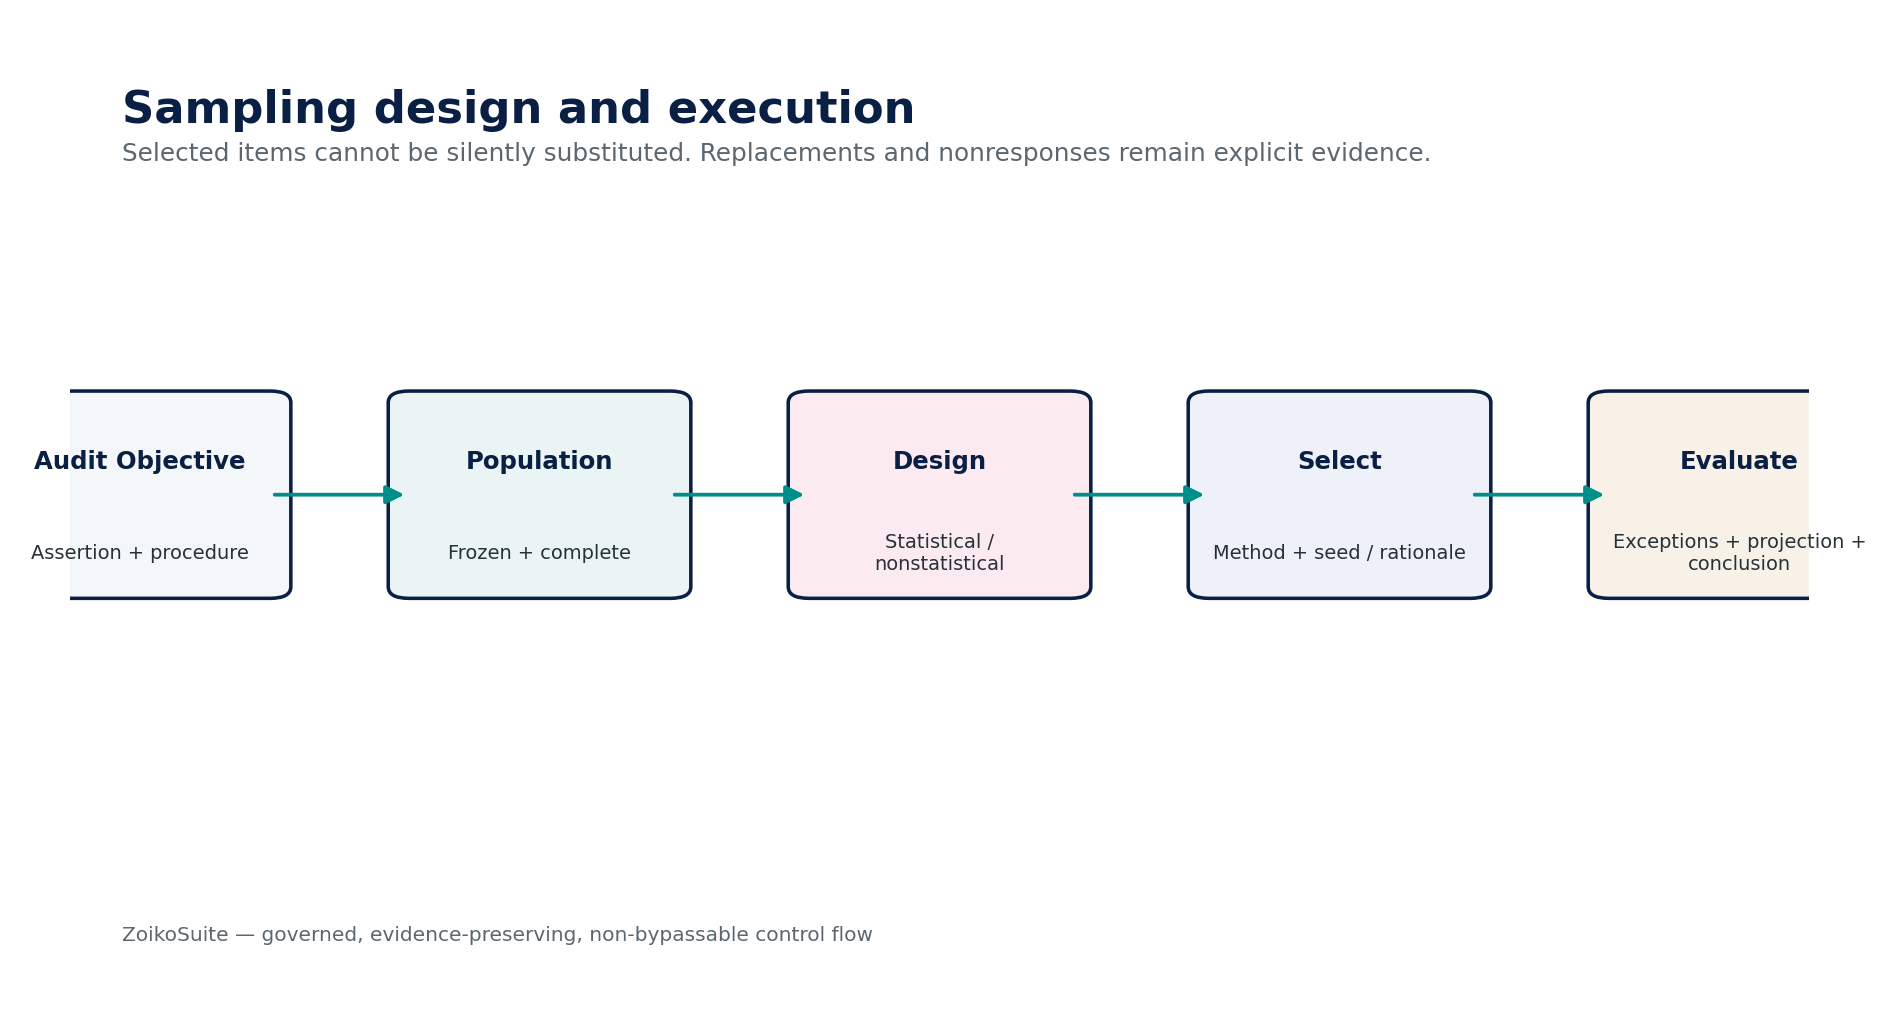 Sampling design and execution
Selected items cannot be silently substituted. Replacements and nonresponses remain explicit evidence.
Audit Objective
Assertion + procedure
Population
Frozen + complete
Design
Statistical /
nonstatistical
Select
Method + seed / rationale
Evaluate
Exceptions + projection +
conclusion
ZoikoSuite — governed, evidence-preserving, non-bypassable control flow